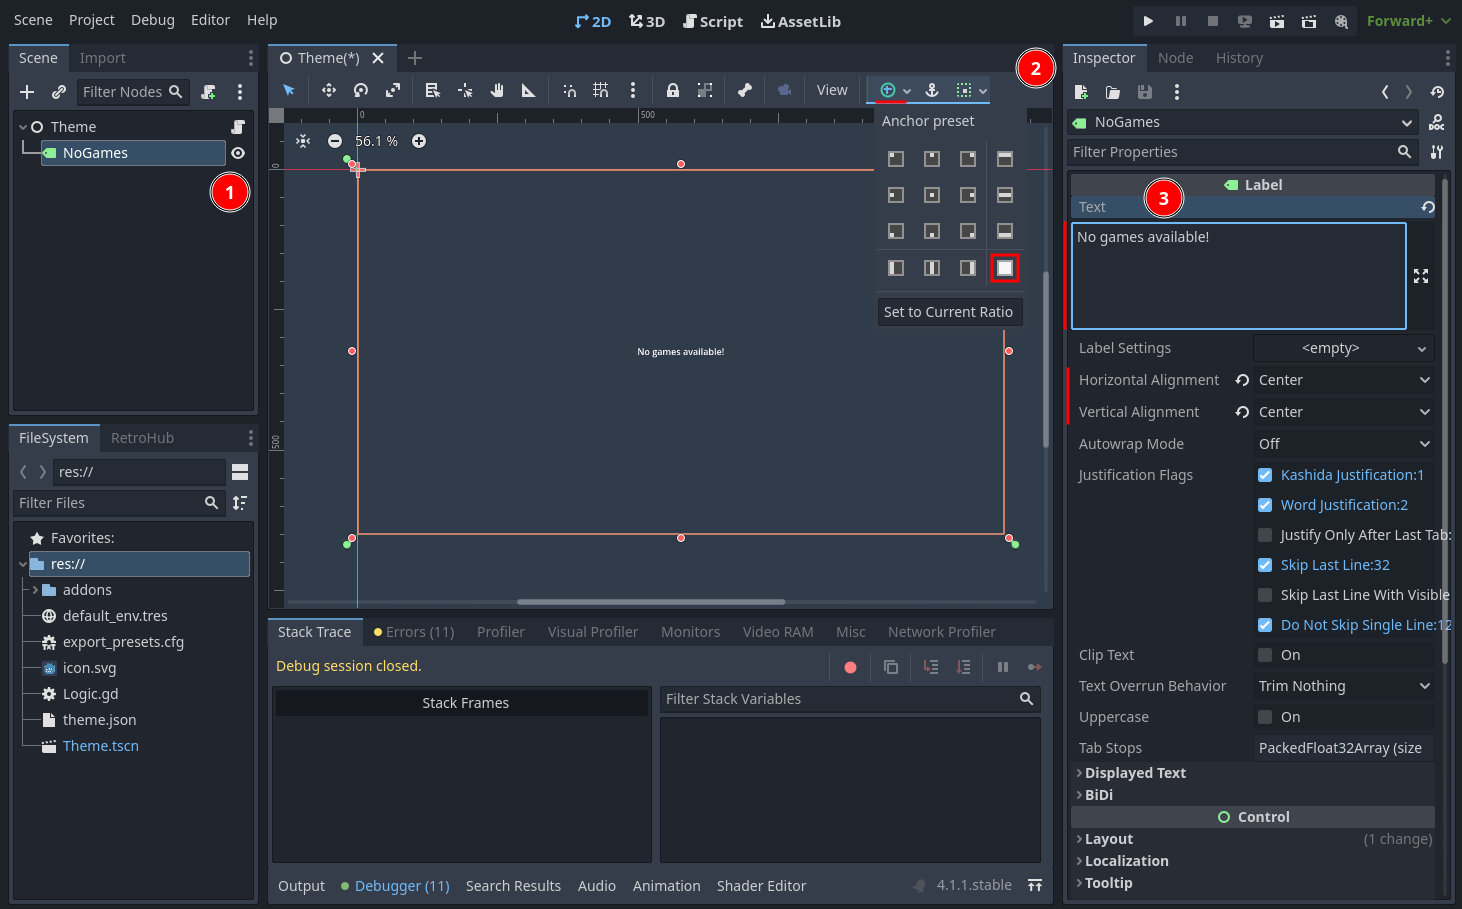 Scene Project Debug Editor Help
2D 3D Script AssetLib
Forward+
Scene Import
Filter Nodes
Theme
NoGames
1
FileSystem RetroHub
res://
Filter Files
Favorites:
res://
addons
default_env.tres
export_presets.cfg
icon.svg
Logic.gd
theme.json
Theme.tscn
Theme(*)
2
View
0 500
56.1 %
0
500
Anchor preset
Set to Current Ratio
No games available!
Stack Trace Errors (11) Profiler Visual Profiler Monitors Video RAM Misc Network Profiler
Debug session closed.
Stack Frames
Filter Stack Variables
Output Debugger (11) Search Results Audio Animation Shader Editor 4.1.1.stable
Inspector Node History
NoGames
DOC
Filter Properties
Label
Text
3
No games available!
Label Settings <empty>
Horizontal Alignment Center
Vertical Alignment Center
Autowrap Mode Off
Justification Flags Kashida Justification:1
Word Justification:2
Justify Only After Last Tab:
Skip Last Line:32
Skip Last Line With Visible
Do Not Skip Single Line:12
Clip Text On
Text Overrun Behavior Trim Nothing
Uppercase On
Tab Stops PackedFloat32Array (size
Displayed Text
BiDi
Control
Layout (1 change)
Localization
Tooltip